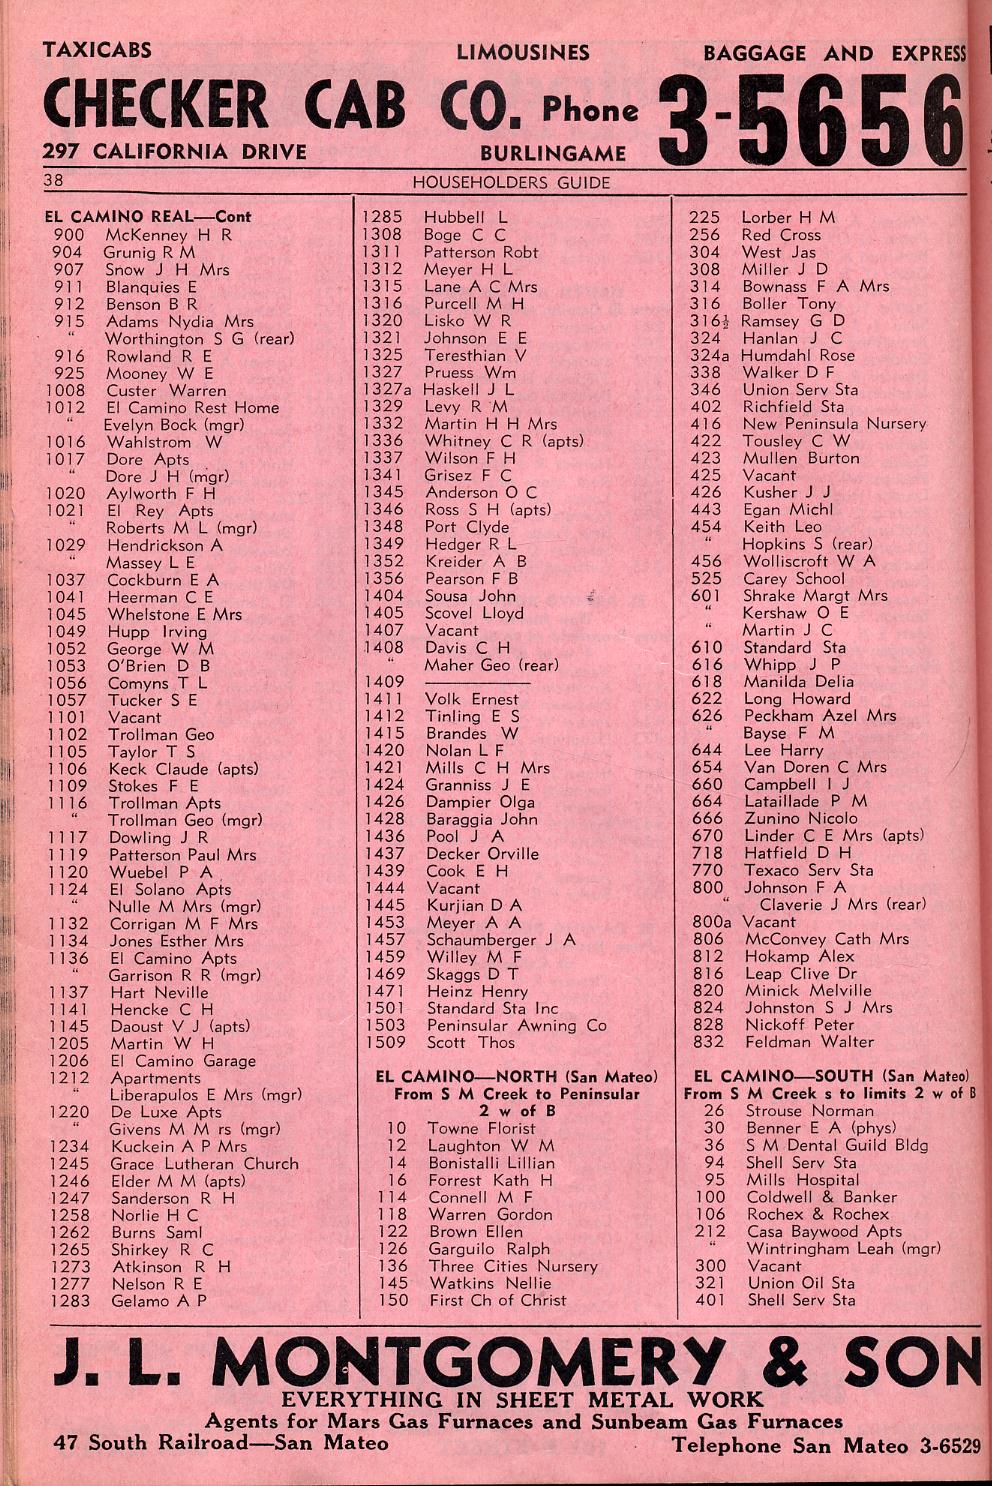 TAXICABS LIMOUSINES BAGGAGE AND EXPRESS
CHECKER CAB CO. Phone 3-5656
297 CALIFORNIA DRIVE BURLINGAME
38 HOUSEHOLDERS GUIDE
EL CAMINO REAL—Cont
900 McKenney H R
904 Grunig R M
907 Snow J H Mrs
911 Blanquies E
912 Benson B R
915 Adams Nydia Mrs
" Worthington S G (rear)
916 Rowland R E
925 Mooney W E
1008 Custer Warren
1012 El Camino Rest Home
" Evelyn Bock (mgr)
1016 Wahlstrom W
1017 Dore Apts
" Dore J H (mgr)
1020 Aylworth F H
1021 El Rey Apts
" Roberts M L (mgr)
1029 Hendrickson A
" Massey L E
1037 Cockburn E A
1041 Heerman C E
1045 Whelstone E Mrs
1049 Hupp Irving
1052 George W M
1053 O'Brien D B
1056 Comyns T L
1057 Tucker S E
1101 Vacant
1102 Trollman Geo
1105 Taylor T S
1106 Keck Claude (apts)
1109 Stokes F E
1116 Trollman Apts
" Trollman Geo (mgr)
1117 Dowling J R
1119 Patterson Paul Mrs
1120 Wuebel P A
1124 El Solano Apts
" Nulle M Mrs (mgr)
1132 Corrigan M F Mrs
1134 Jones Esther Mrs
1136 El Camino Apts
" Garrison R R (mgr)
1137 Hart Neville
1141 Hencke C H
1145 Daoust V J (apts)
1205 Martin W H
1206 El Camino Garage
1212 Apartments
" Liberapulos E Mrs (mgr)
1220 De Luxe Apts
" Givens M M rs (mgr)
1234 Kuckein A P Mrs
1245 Grace Lutheran Church
1246 Elder M M (apts)
1247 Sanderson R H
1258 Norlie H C
1262 Burns Saml
1265 Shirkey R C
1273 Atkinson R H
1277 Nelson R E
1283 Gelamo A P
1285 Hubbell L
1308 Boge C C
1311 Patterson Robt
1312 Meyer H L
1315 Lane A C Mrs
1316 Purcell M H
1320 Lisko W R
1321 Johnson E E
1325 Teresthian V
1327 Pruess Wm
1327a Haskell J L
1329 Levy R M
1332 Martin H H Mrs
1336 Whitney C R (apts)
1337 Wilson F H
1341 Grisez F C
1345 Anderson O C
1346 Ross S H (apts)
1348 Port Clyde
1349 Hedger R L
1352 Kreider A B
1356 Pearson F B
1404 Sousa John
1405 Scovel Lloyd
1407 Vacant
1408 Davis C H
" Maher Geo (rear)
1409 ————
1411 Volk Ernest
1412 Tinling E S
1415 Brandes W
1420 Nolan L F
1421 Mills C H Mrs
1424 Granniss J E
1426 Dampier Olga
1428 Baraggia John
1436 Pool J A
1437 Decker Orville
1439 Cook E H
1444 Vacant
1445 Kurjian D A
1453 Meyer A A
1457 Schaumberger J A
1459 Willey M F
1469 Skaggs D T
1471 Heinz Henry
1501 Standard Sta Inc
1503 Peninsular Awning Co
1509 Scott Thos
EL CAMINO—NORTH (San Mateo)
From S M Creek to Peninsular
2 w of B
10 Towne Florist
12 Laughton W M
14 Bonistalli Lillian
16 Forrest Kath H
114 Connell M F
118 Warren Gordon
122 Brown Ellen
126 Garguilo Ralph
136 Three Cities Nursery
145 Watkins Nellie
150 First Ch of Christ
225 Lorber H M
256 Red Cross
304 West Jas
308 Miller J D
314 Bownass F A Mrs
316 Boller Tony
316½ Ramsey G D
324 Hanlan J C
324a Humdahl Rose
338 Walker D F
346 Union Serv Sta
402 Richfield Sta
416 New Peninsula Nursery
422 Tousley C W
423 Mullen Burton
425 Vacant
426 Kusher J J
443 Egan Michl
454 Keith Leo
" Hopkins S (rear)
456 Wolliscroft W A
525 Carey School
601 Shrake Margt Mrs
" Kershaw O E
" Martin J C
610 Standard Sta
616 Whipp J P
618 Manilda Delia
622 Long Howard
626 Peckham Azel Mrs
" Bayse F M
644 Lee Harry
654 Van Doren C Mrs
660 Campbell I J
664 Lataillade P M
666 Zunino Nicolo
670 Linder C E Mrs (apts)
718 Hatfield D H
770 Texaco Serv Sta
800 Johnson F A
" Claverie J Mrs (rear)
800a Vacant
806 McConvey Cath Mrs
812 Hokamp Alex
816 Leap Clive Dr
820 Minick Melville
824 Johnston S J Mrs
828 Nickoff Peter
832 Feldman Walter
EL CAMINO—SOUTH (San Mateo)
From S M Creek s to limits 2 w of B
26 Strouse Norman
30 Benner E A (phys)
36 S M Dental Guild Bldg
94 Shell Serv Sta
95 Mills Hospital
100 Coldwell & Banker
106 Rochex & Rochex
212 Casa Baywood Apts
" Wintringham Leah (mgr)
300 Vacant
321 Union Oil Sta
401 Shell Serv Sta
J. L. MONTGOMERY & SON
EVERYTHING IN SHEET METAL WORK
Agents for Mars Gas Furnaces and Sunbeam Gas Furnaces
47 South Railroad—San Mateo Telephone San Mateo 3-6529